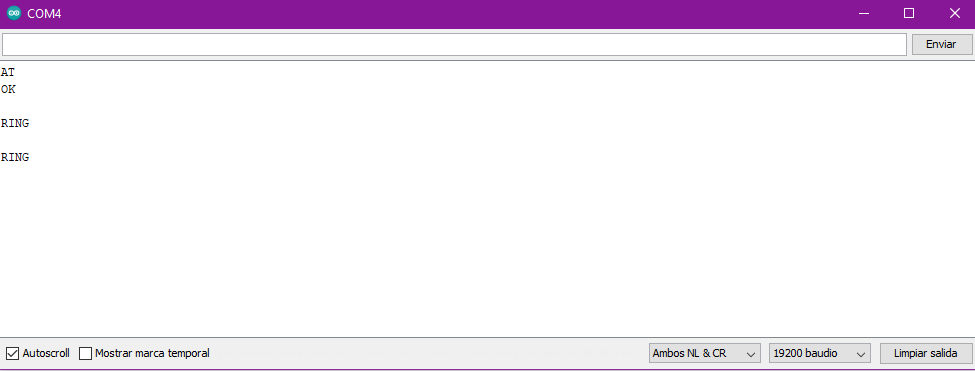 COM4
Enviar
AT
OK
RING
RING
Autoscroll Mostrar marca temporal Ambos NL & CR 19200 baudio Limpiar salida